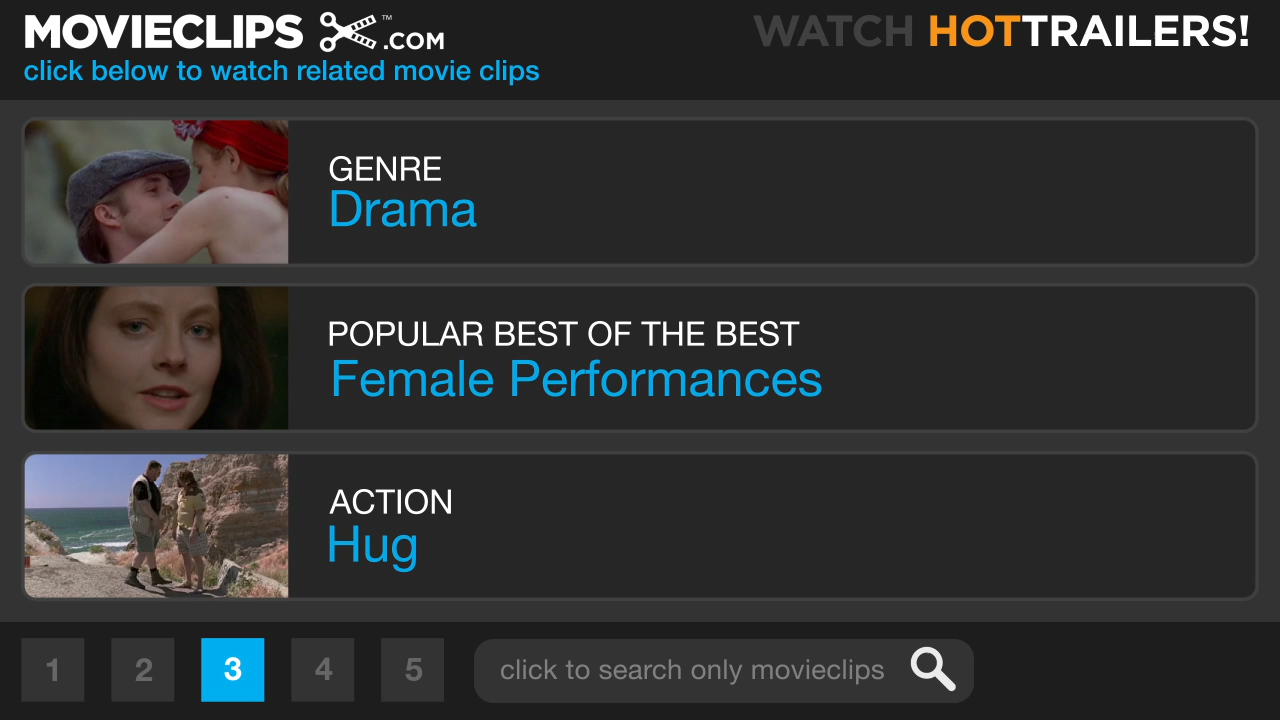 MOVIECLIPS ™.COM
WATCH HOTTRAILERS!
click below to watch related movie clips
GENRE
Drama
POPULAR BEST OF THE BEST
Female Performances
ACTION
Hug
1 2 3 4 5 click to search only movieclips